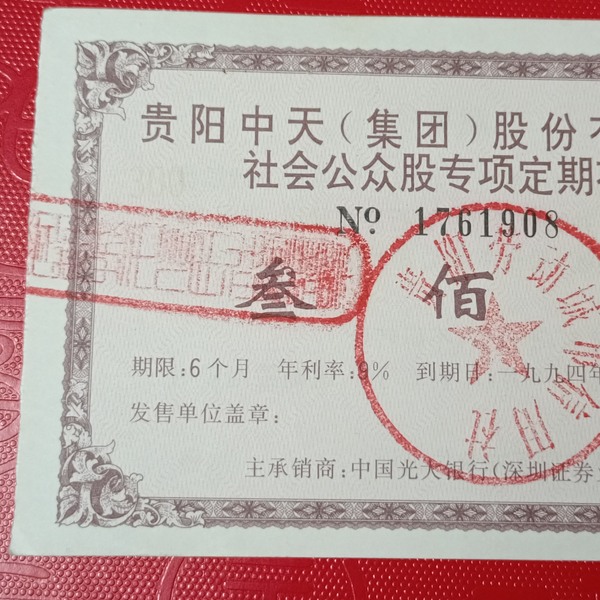 贵阳中天(集团)股份
社会公众股专项定期
300
№ 1761908
叁 佰
期限:6个月 年利率:9% 到期日:一九九四年
发售单位盖章:
主承销商:中国光大银行(深圳证券